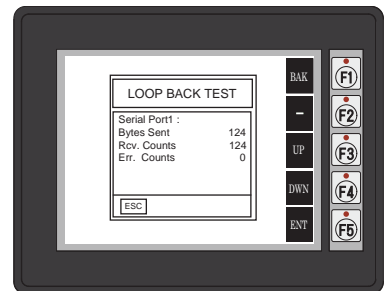 LOOP BACK TEST
Serial Port1 :
Bytes Sent 124
Rcv. Counts 124
Err. Counts 0
ESC
BAK
F1
–
F2
UP
F3
DWN
F4
ENT
F5